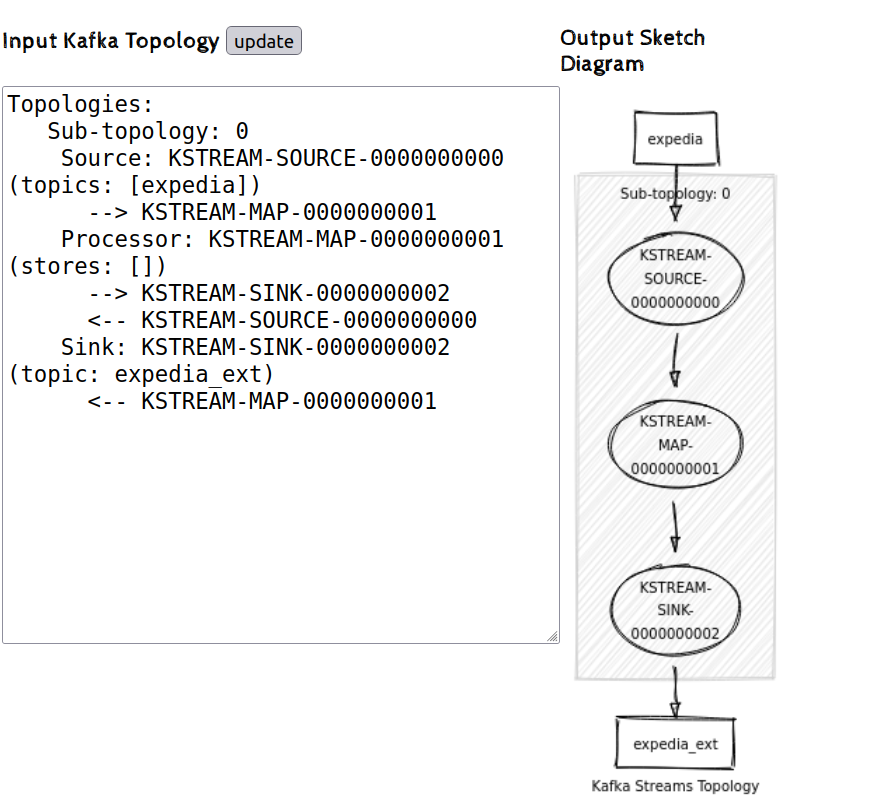 Input Kafka Topology update
Topologies:
   Sub-topology: 0
    Source: KSTREAM-SOURCE-0000000000
(topics: [expedia])
      --> KSTREAM-MAP-0000000001
    Processor: KSTREAM-MAP-0000000001
(stores: [])
      --> KSTREAM-SINK-0000000002
      <-- KSTREAM-SOURCE-0000000000
    Sink: KSTREAM-SINK-0000000002
(topic: expedia_ext)
      <-- KSTREAM-MAP-0000000001
Output Sketch
Diagram
expedia
Sub-topology: 0
KSTREAM-
SOURCE-
0000000000
KSTREAM-
MAP-
0000000001
KSTREAM-
SINK-
0000000002
expedia_ext
Kafka Streams Topology